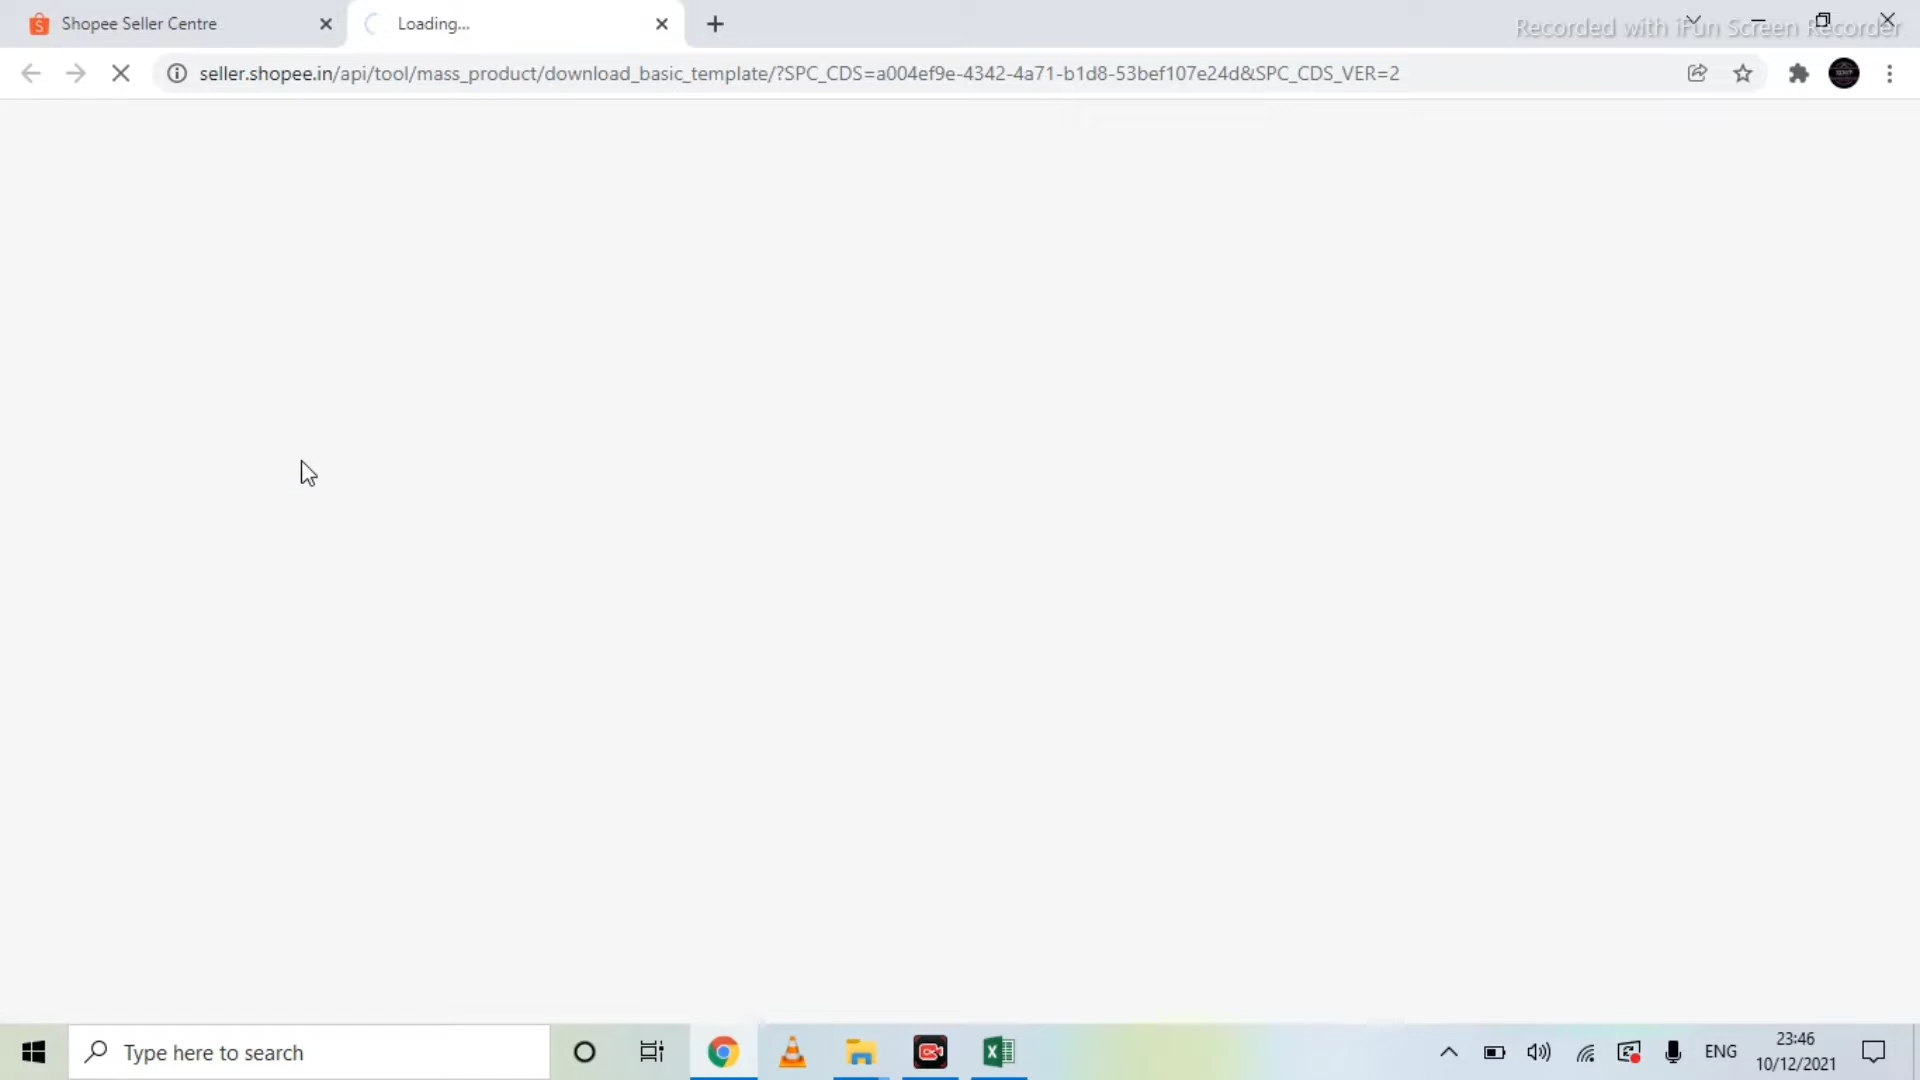 Shopee Seller Centre
Loading...
Recorded with iFun Screen Recorder
seller.shopee.in/api/tool/mass_product/download_basic_template/?SPC_CDS=a004ef9e-4342-4a71-b1d8-53bef107e24d&SPC_CDS_VER=2
Type here to search
ENG
23:46
10/12/2021